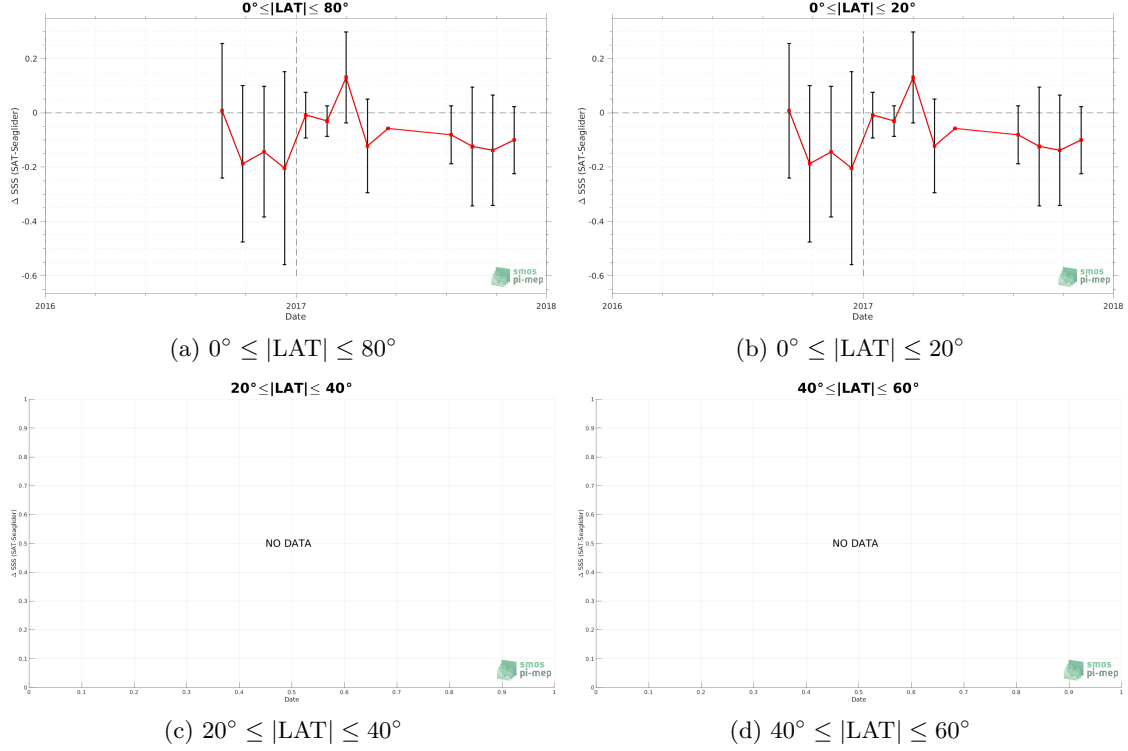 0°≤|LAT|≤ 80°
0.2
0
-0.2
-0.4
-0.6
Δ SSS (SAT-Seaglider)
2016
2017
2018
Date
smos
pi-mep
(a) 0° ≤ |LAT| ≤ 80°
0°≤|LAT|≤ 20°
0.2
0
-0.2
-0.4
-0.6
Δ SSS (SAT-Seaglider)
2016
2017
2018
Date
smos
pi-mep
(b) 0° ≤ |LAT| ≤ 20°
20°≤|LAT|≤ 40°
1
0.9
0.8
0.7
0.6
0.5
0.4
0.3
0.2
0.1
0
Δ SSS (SAT-Seaglider)
NO DATA
0 0.1 0.2 0.3 0.4 0.5 0.6 0.7 0.8 0.9 1
Date
smos
pi-mep
(c) 20° ≤ |LAT| ≤ 40°
40°≤|LAT|≤ 60°
1
0.9
0.8
0.7
0.6
0.5
0.4
0.3
0.2
0.1
0
Δ SSS (SAT-Seaglider)
NO DATA
0 0.1 0.2 0.3 0.4 0.5 0.6 0.7 0.8 0.9 1
Date
smos
pi-mep
(d) 40° ≤ |LAT| ≤ 60°